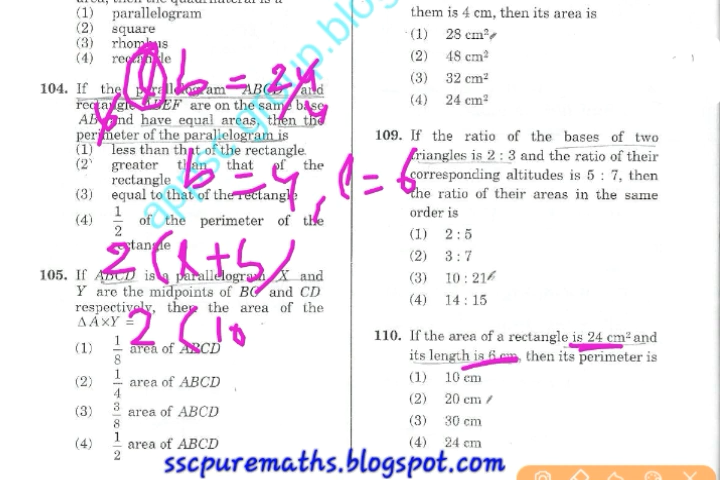 area, then the quadrilateral is a
(1) parallelogram
(2) square
(3) rhombus
(4) rectangle
104. If the parallelogram ABCD and
rectangle ABEF are on the same base
AB and have equal areas, then the
perimeter of the parallelogram is
(1) less than that of the rectangle
(2) greater than that of the
rectangle
(3) equal to that of the rectangle
(4) 1/2 of the perimeter of the
rectangle
105. If ABCD is a parallelogram, X and
Y are the midpoints of BC and CD
respectively, then the area of the
Δ A×Y =
(1) 1/8 area of ABCD
(2) 1/4 area of ABCD
(3) 3/8 area of ABCD
(4) 1/2 area of ABCD
them is 4 cm, then its area is
(1) 28 cm²
(2) 48 cm²
(3) 32 cm²
(4) 24 cm²
109. If the ratio of the bases of two
triangles is 2 : 3 and the ratio of their
corresponding altitudes is 5 : 7, then
the ratio of their areas in the same
order is
(1) 2 : 5
(2) 3 : 7
(3) 10 : 21
(4) 14 : 15
110. If the area of a rectangle is 24 cm² and
its length is 6 cm, then its perimeter is
(1) 10 cm
(2) 20 cm
(3) 30 cm
(4) 24 cm
l b = 24
6 4
b = 4, l = 6
2 (l + b)
2 (10
sscpuremaths.blogspot.com